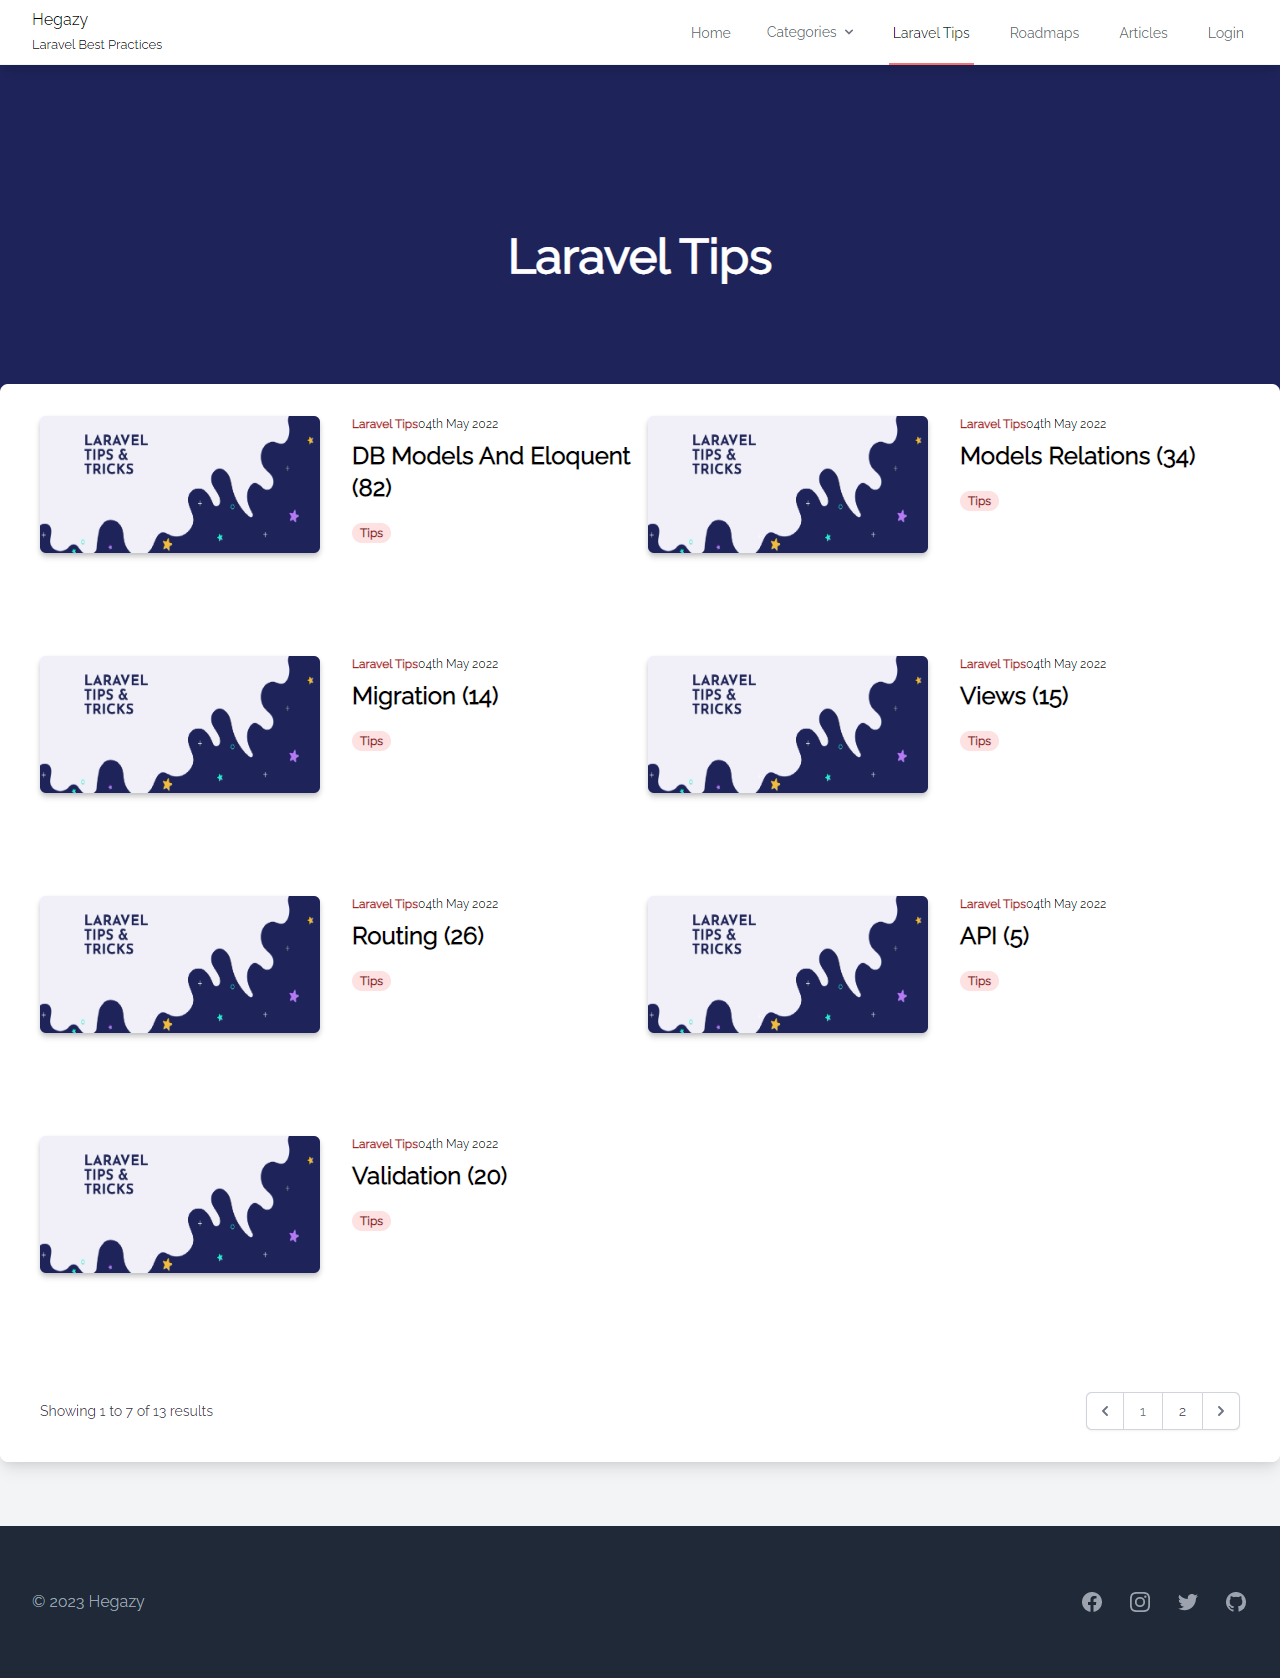 Hegazy
Laravel Best Practices
Home
Categories
Laravel Tips
Roadmaps
Articles
Login
Laravel Tips
LARAVEL
TIPS &
TRICKS
Laravel Tips04th May 2022
DB Models And Eloquent
(82)
Tips
LARAVEL
TIPS &
TRICKS
Laravel Tips04th May 2022
Models Relations (34)
Tips
LARAVEL
TIPS &
TRICKS
Laravel Tips04th May 2022
Migration (14)
Tips
LARAVEL
TIPS &
TRICKS
Laravel Tips04th May 2022
Views (15)
Tips
LARAVEL
TIPS &
TRICKS
Laravel Tips04th May 2022
Routing (26)
Tips
LARAVEL
TIPS &
TRICKS
Laravel Tips04th May 2022
API (5)
Tips
LARAVEL
TIPS &
TRICKS
Laravel Tips04th May 2022
Validation (20)
Tips
Showing 1 to 7 of 13 results
1
2
© 2023 Hegazy